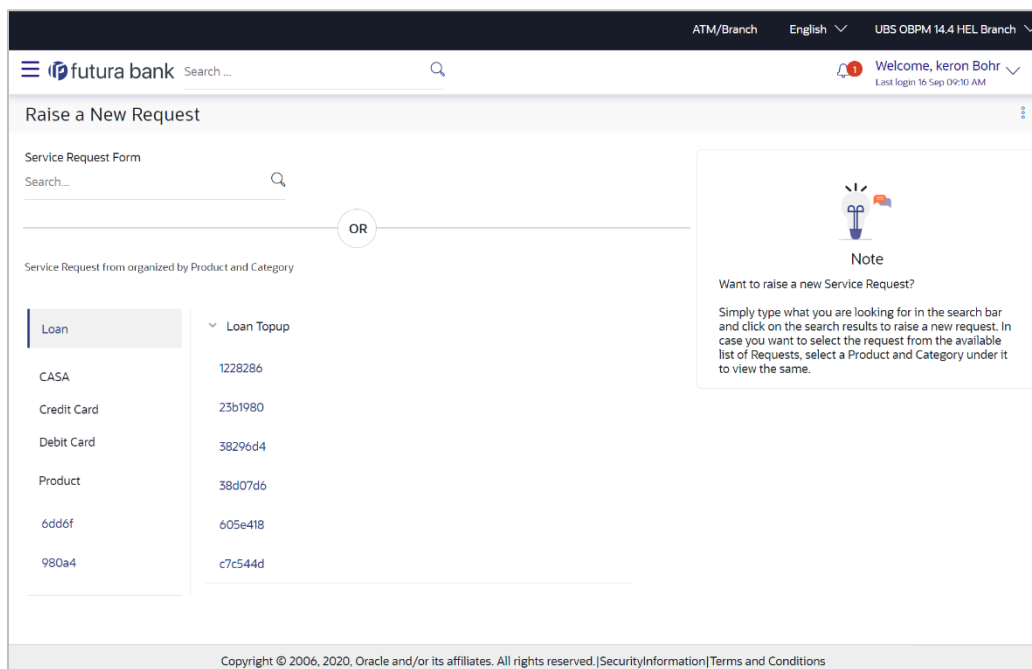 ATM/Branch English UBS OBPM 14.4 HEL Branch
futura bank Search ... 1 Welcome, keron Bohr
Last login 16 Sep 09:10 AM
Raise a New Request
Service Request Form
Search...
OR
Service Request from organized by Product and Category
Loan
CASA
Credit Card
Debit Card
Product
6dd6f
980a4
Loan Topup
1228286
23b1980
38296d4
38d07d6
605e418
c7c544d
Note
Want to raise a new Service Request?
Simply type what you are looking for in the search bar
and click on the search results to raise a new request. In
case you want to select the request from the available
list of Requests, select a Product and Category under it
to view the same.
Copyright © 2006, 2020, Oracle and/or its affiliates. All rights reserved.|SecurityInformation|Terms and Conditions